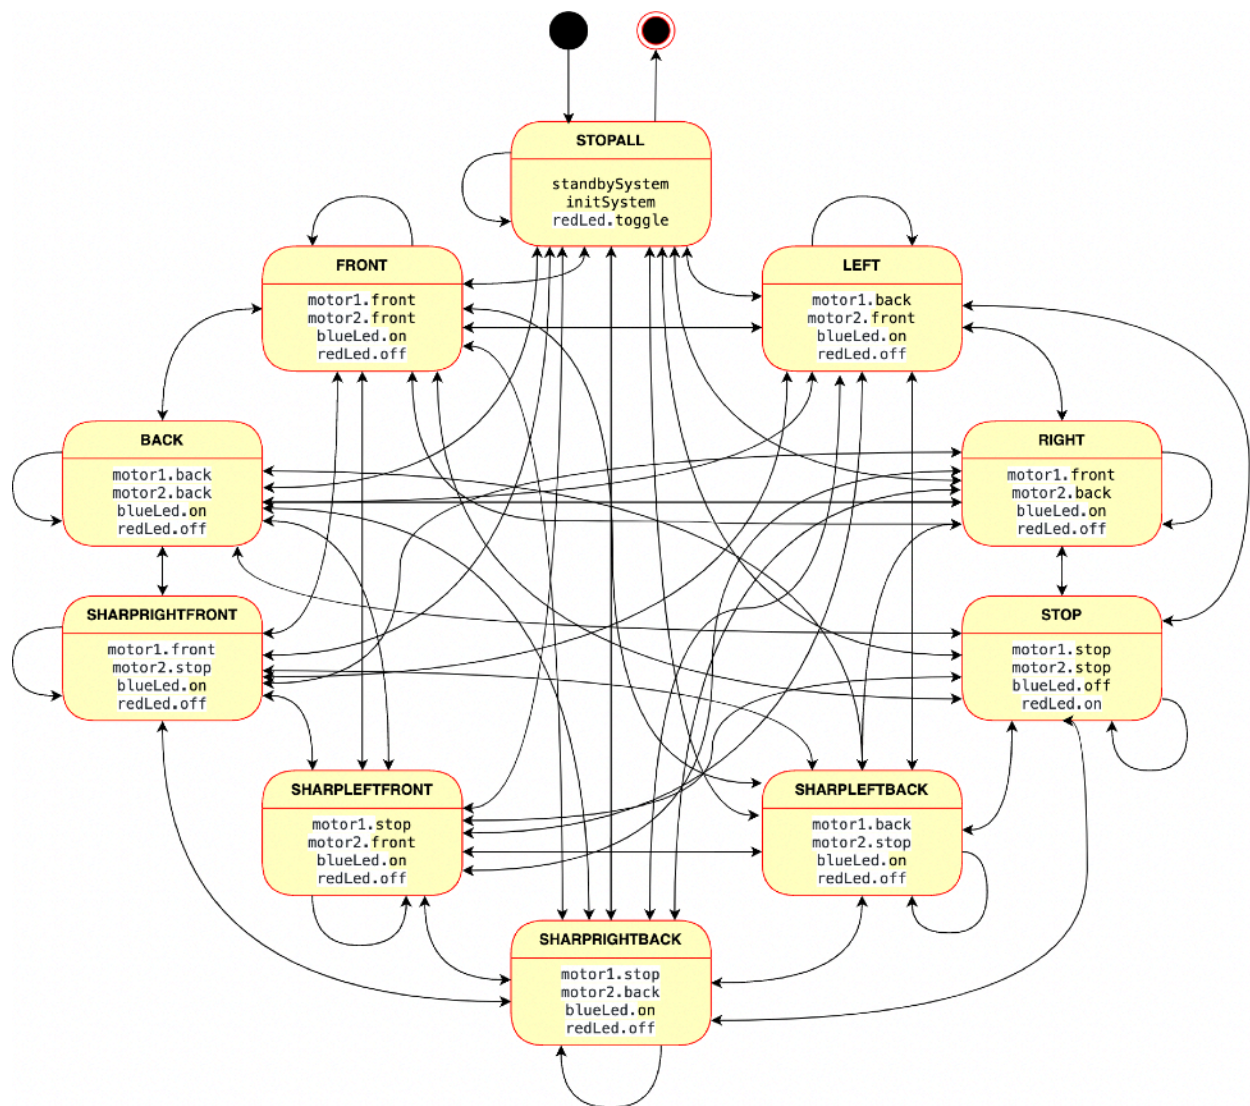 STOPALL
standbySystem
initSystem
redLed.toggle
FRONT
motor1.front
motor2.front
blueLed.on
redLed.off
LEFT
motor1.back
motor2.front
blueLed.on
redLed.off
BACK
motor1.back
motor2.back
blueLed.on
redLed.off
RIGHT
motor1.front
motor2.back
blueLed.on
redLed.off
SHARPRIGHTFRONT
motor1.front
motor2.stop
blueLed.on
redLed.off
STOP
motor1.stop
motor2.stop
blueLed.off
redLed.on
SHARPLEFTFRONT
motor1.stop
motor2.front
blueLed.on
redLed.off
SHARPLEFTBACK
motor1.back
motor2.stop
blueLed.on
redLed.off
SHARPRIGHTBACK
motor1.stop
motor2.back
blueLed.on
redLed.off